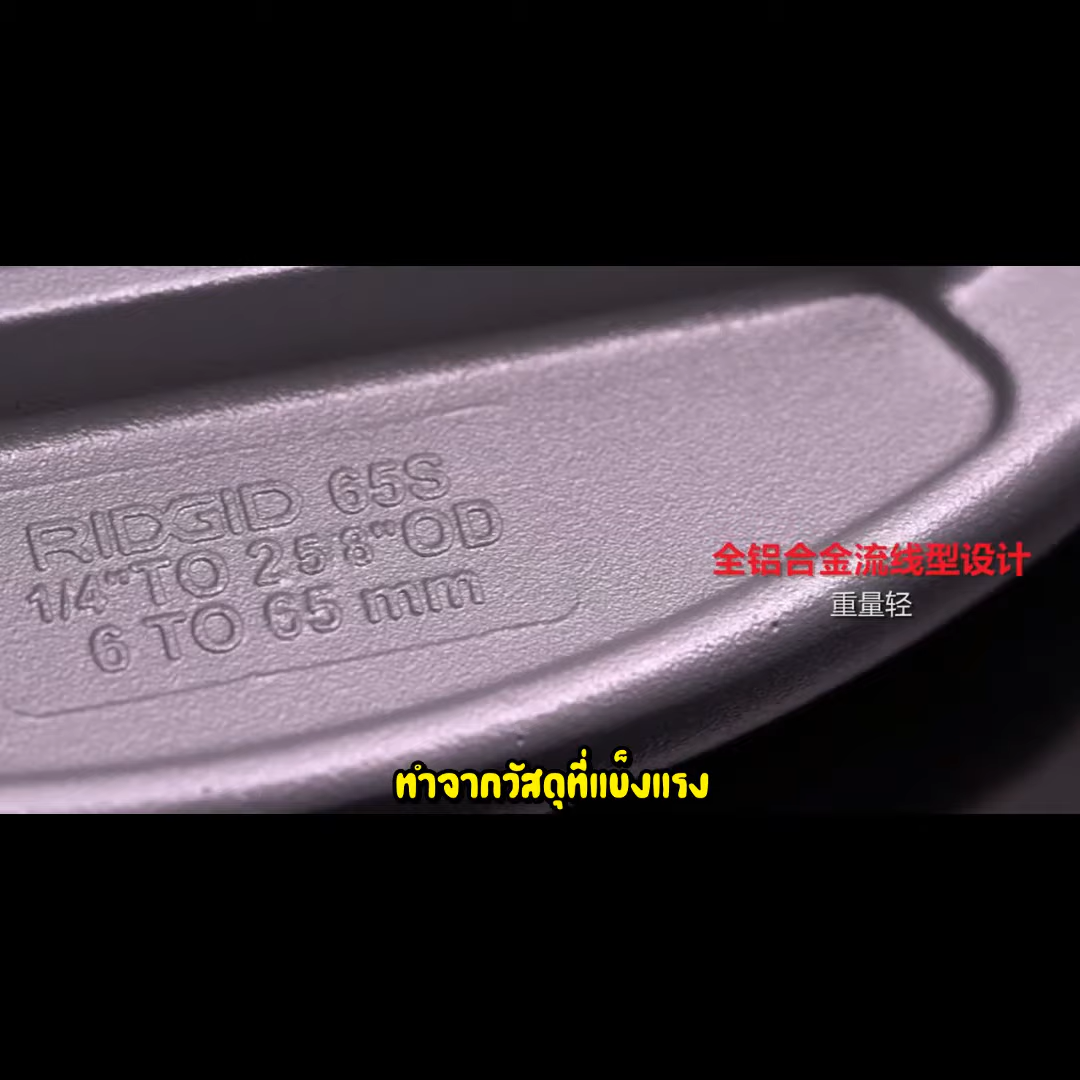 RIDGID 65S
1/4"TO 2 5 8"OD
6 TO 65 mm
全铝合金流线型设计
重量轻
ทำจากวัสดุที่แข็งแรง